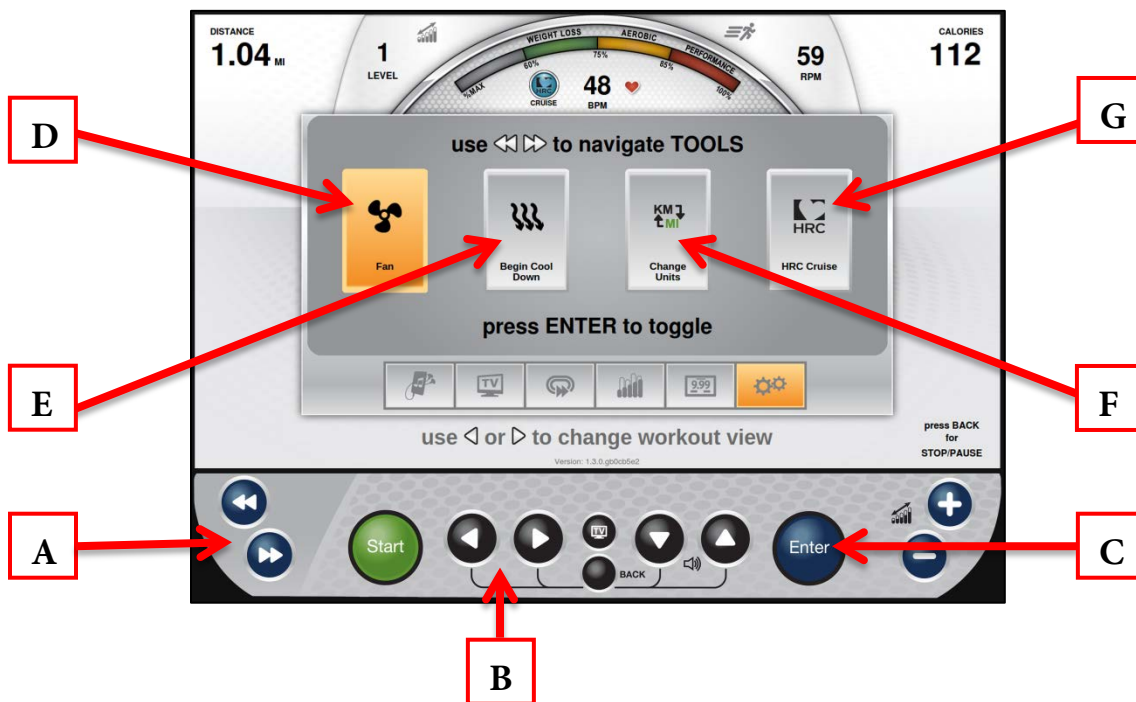 DISTANCE
1.04 MI
1
LEVEL
%MAX
60%
WEIGHT LOSS
75%
AEROBIC
85%
PERFORMANCE
100%
HRC
CRUISE
48
BPM
59
RPM
CALORIES
112
D
G
use to navigate TOOLS
Fan
Begin Cool
Down
KM
MI
Change
Units
HRC
HRC Cruise
press ENTER to toggle
E
F
TV
9.99
use or to change workout view
Version: 1.3.0.gb0cb5e2
press BACK
for
STOP/PAUSE
A
Start
TV
BACK
Enter
C
B